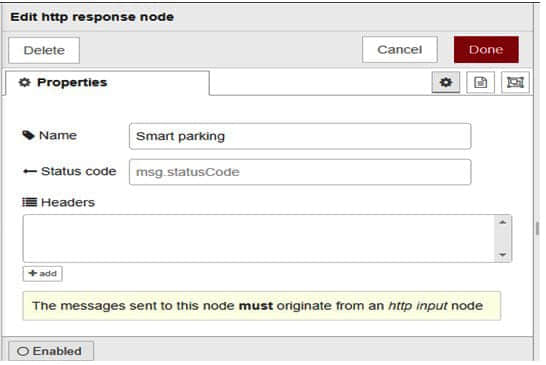 Edit http response node
Delete
Cancel
Done
Properties
Name
Smart parking
Status code
msg.statusCode
Headers
+ add
The messages sent to this node must originate from an http input node
Enabled